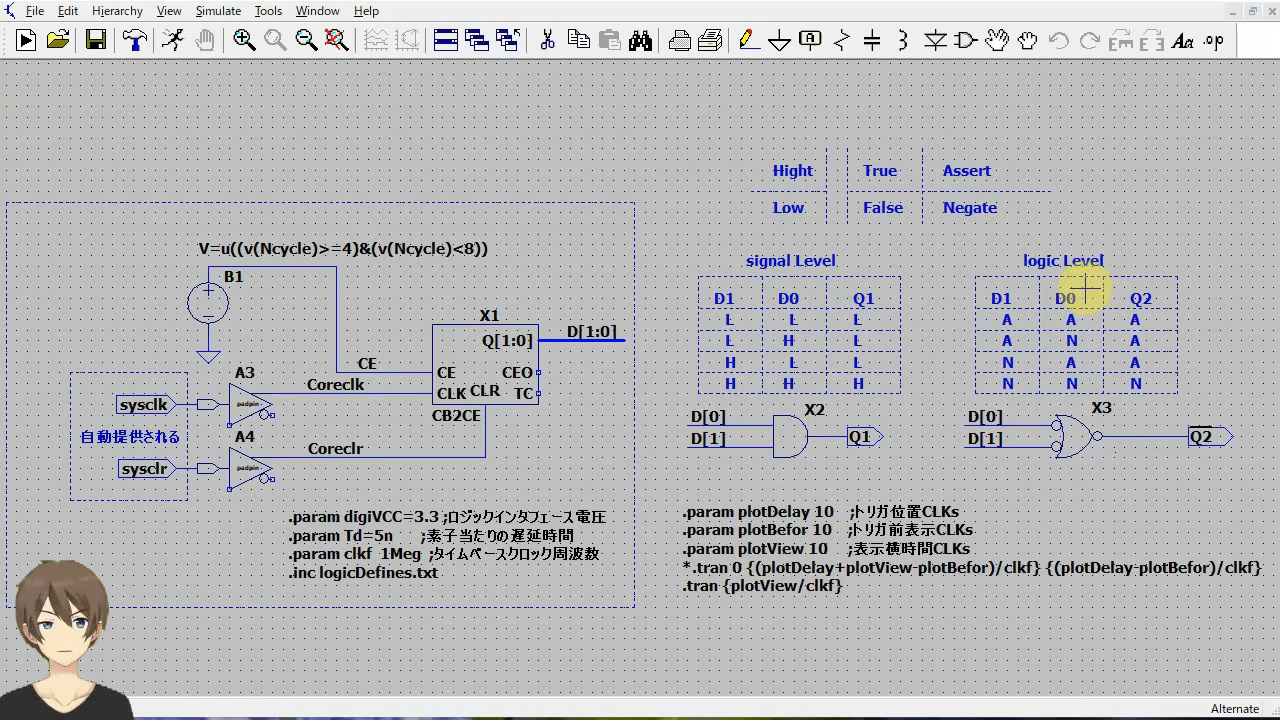 File Edit Hierarchy View Simulate Tools Window Help
Hight True Assert
Low False Negate
V=u((v(Ncycle)>=4)&(v(Ncycle)<8))
B1
X1
Q[1:0]
D[1:0]
CE
CE
CEO
Coreclk
CLK
CLR
TC
CB2CE
A3
sysclk
padpin
自動提供される
A4
Coreclr
sysclr
padpin
.param digiVCC=3.3 ;ロジックインタフェース電圧
.param Td=5n ;素子当たりの遅延時間
.param clkf 1Meg ;タイムベースクロック周波数
.inc logicDefines.txt
signal Level
D1 D0 Q1
L L L
L H L
H L L
H H H
D[0]
D[1]
X2
Q1
logic Level
D1 D0 Q2
A A A
A N A
N A A
N N N
D[0]
D[1]
X3
Q2
.param plotDelay 10 ;トリガ位置CLKs
.param plotBefor 10 ;トリガ前表示CLKs
.param plotView 10 ;表示横時間CLKs
*.tran 0 {(plotDelay+plotView-plotBefor)/clkf} {(plotDelay-plotBefor)/clkf}
.tran {plotView/clkf}
Alternate